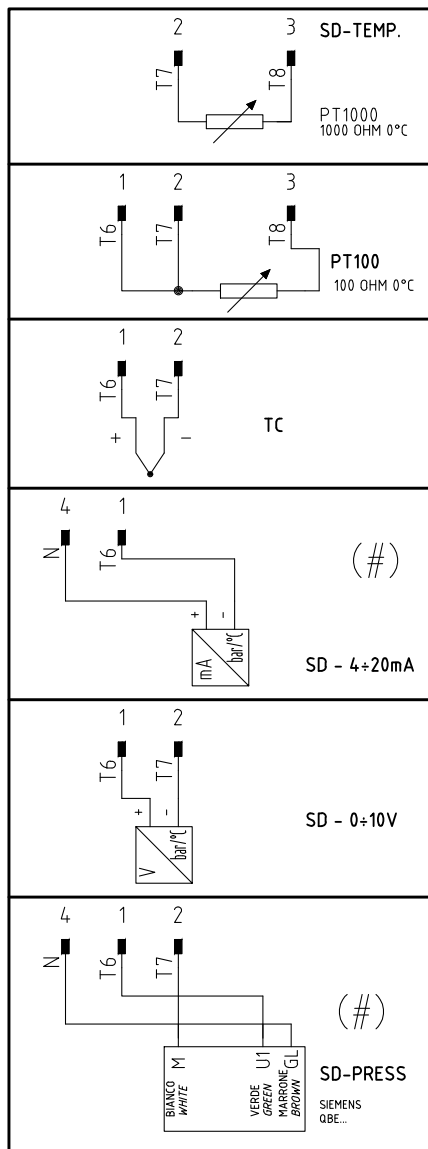 2 3 SD-TEMP.
T7 T8
PT1000
1000 OHM 0°C
1 2 3
T6 T7 T8
PT100
100 OHM 0°C
1 2
T6 T7
+ -
TC
4 1
N T6
(#)
+ -
mA bar/°C
SD - 4÷20mA
1 2
T6 T7
+ -
V bar/°C
SD - 0÷10V
4 1 2
N T6 T7
(#)
M U1 GL
BIANCO
WHITE
VERDE
GREEN
MARRONE
BROWN
SD-PRESS
SIEMENS
QBE...